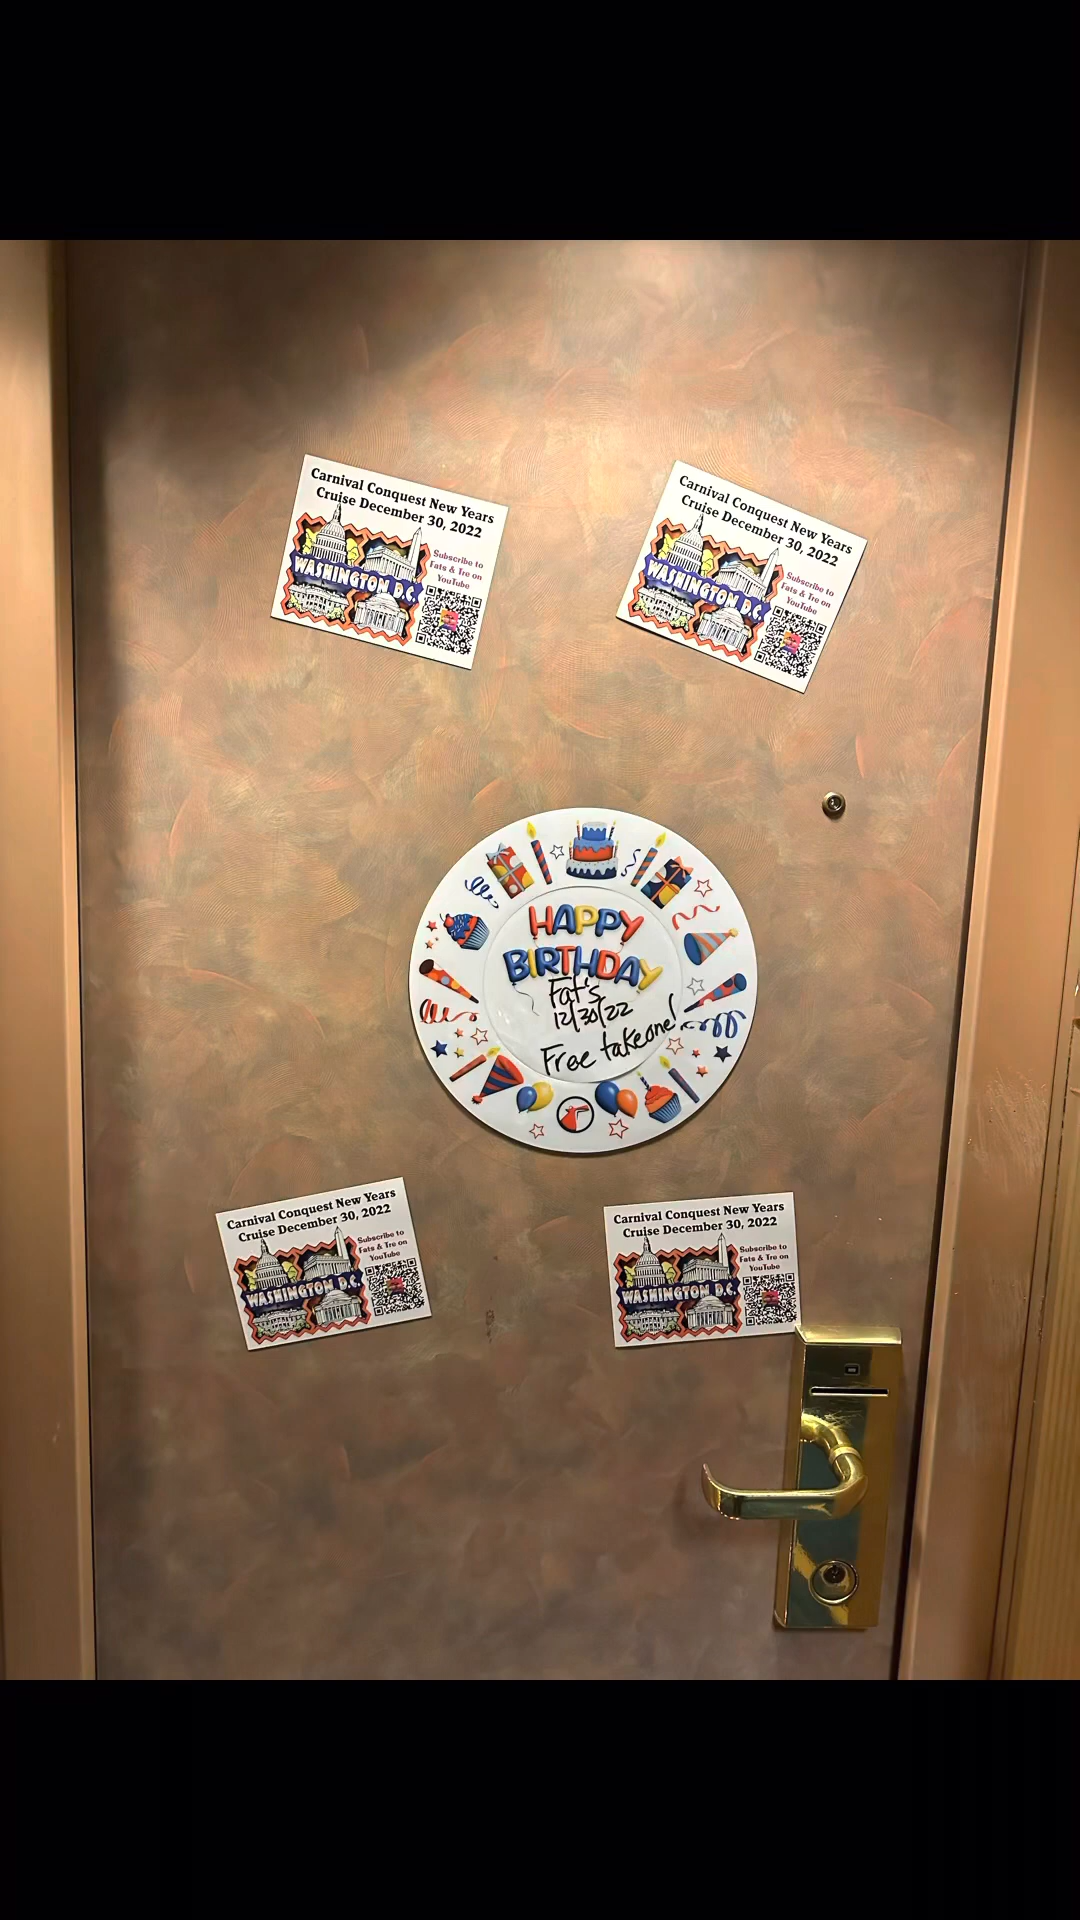 Carnival Conquest New Years
Cruise December 30, 2022
WASHINGTON D.C.
Subscribe to
Fats & Tre on
YouTube
Carnival Conquest New Years
Cruise December 30, 2022
WASHINGTON D.C.
Subscribe to
Fats & Tre on
YouTube
HAPPY
BIRTHDAY
Fat's
12/30/22
Free take one!
Carnival Conquest New Years
Cruise December 30, 2022
WASHINGTON D.C.
Subscribe to
Fats & Tre on
YouTube
Carnival Conquest New Years
Cruise December 30, 2022
WASHINGTON D.C.
Subscribe to
Fats & Tre on
YouTube